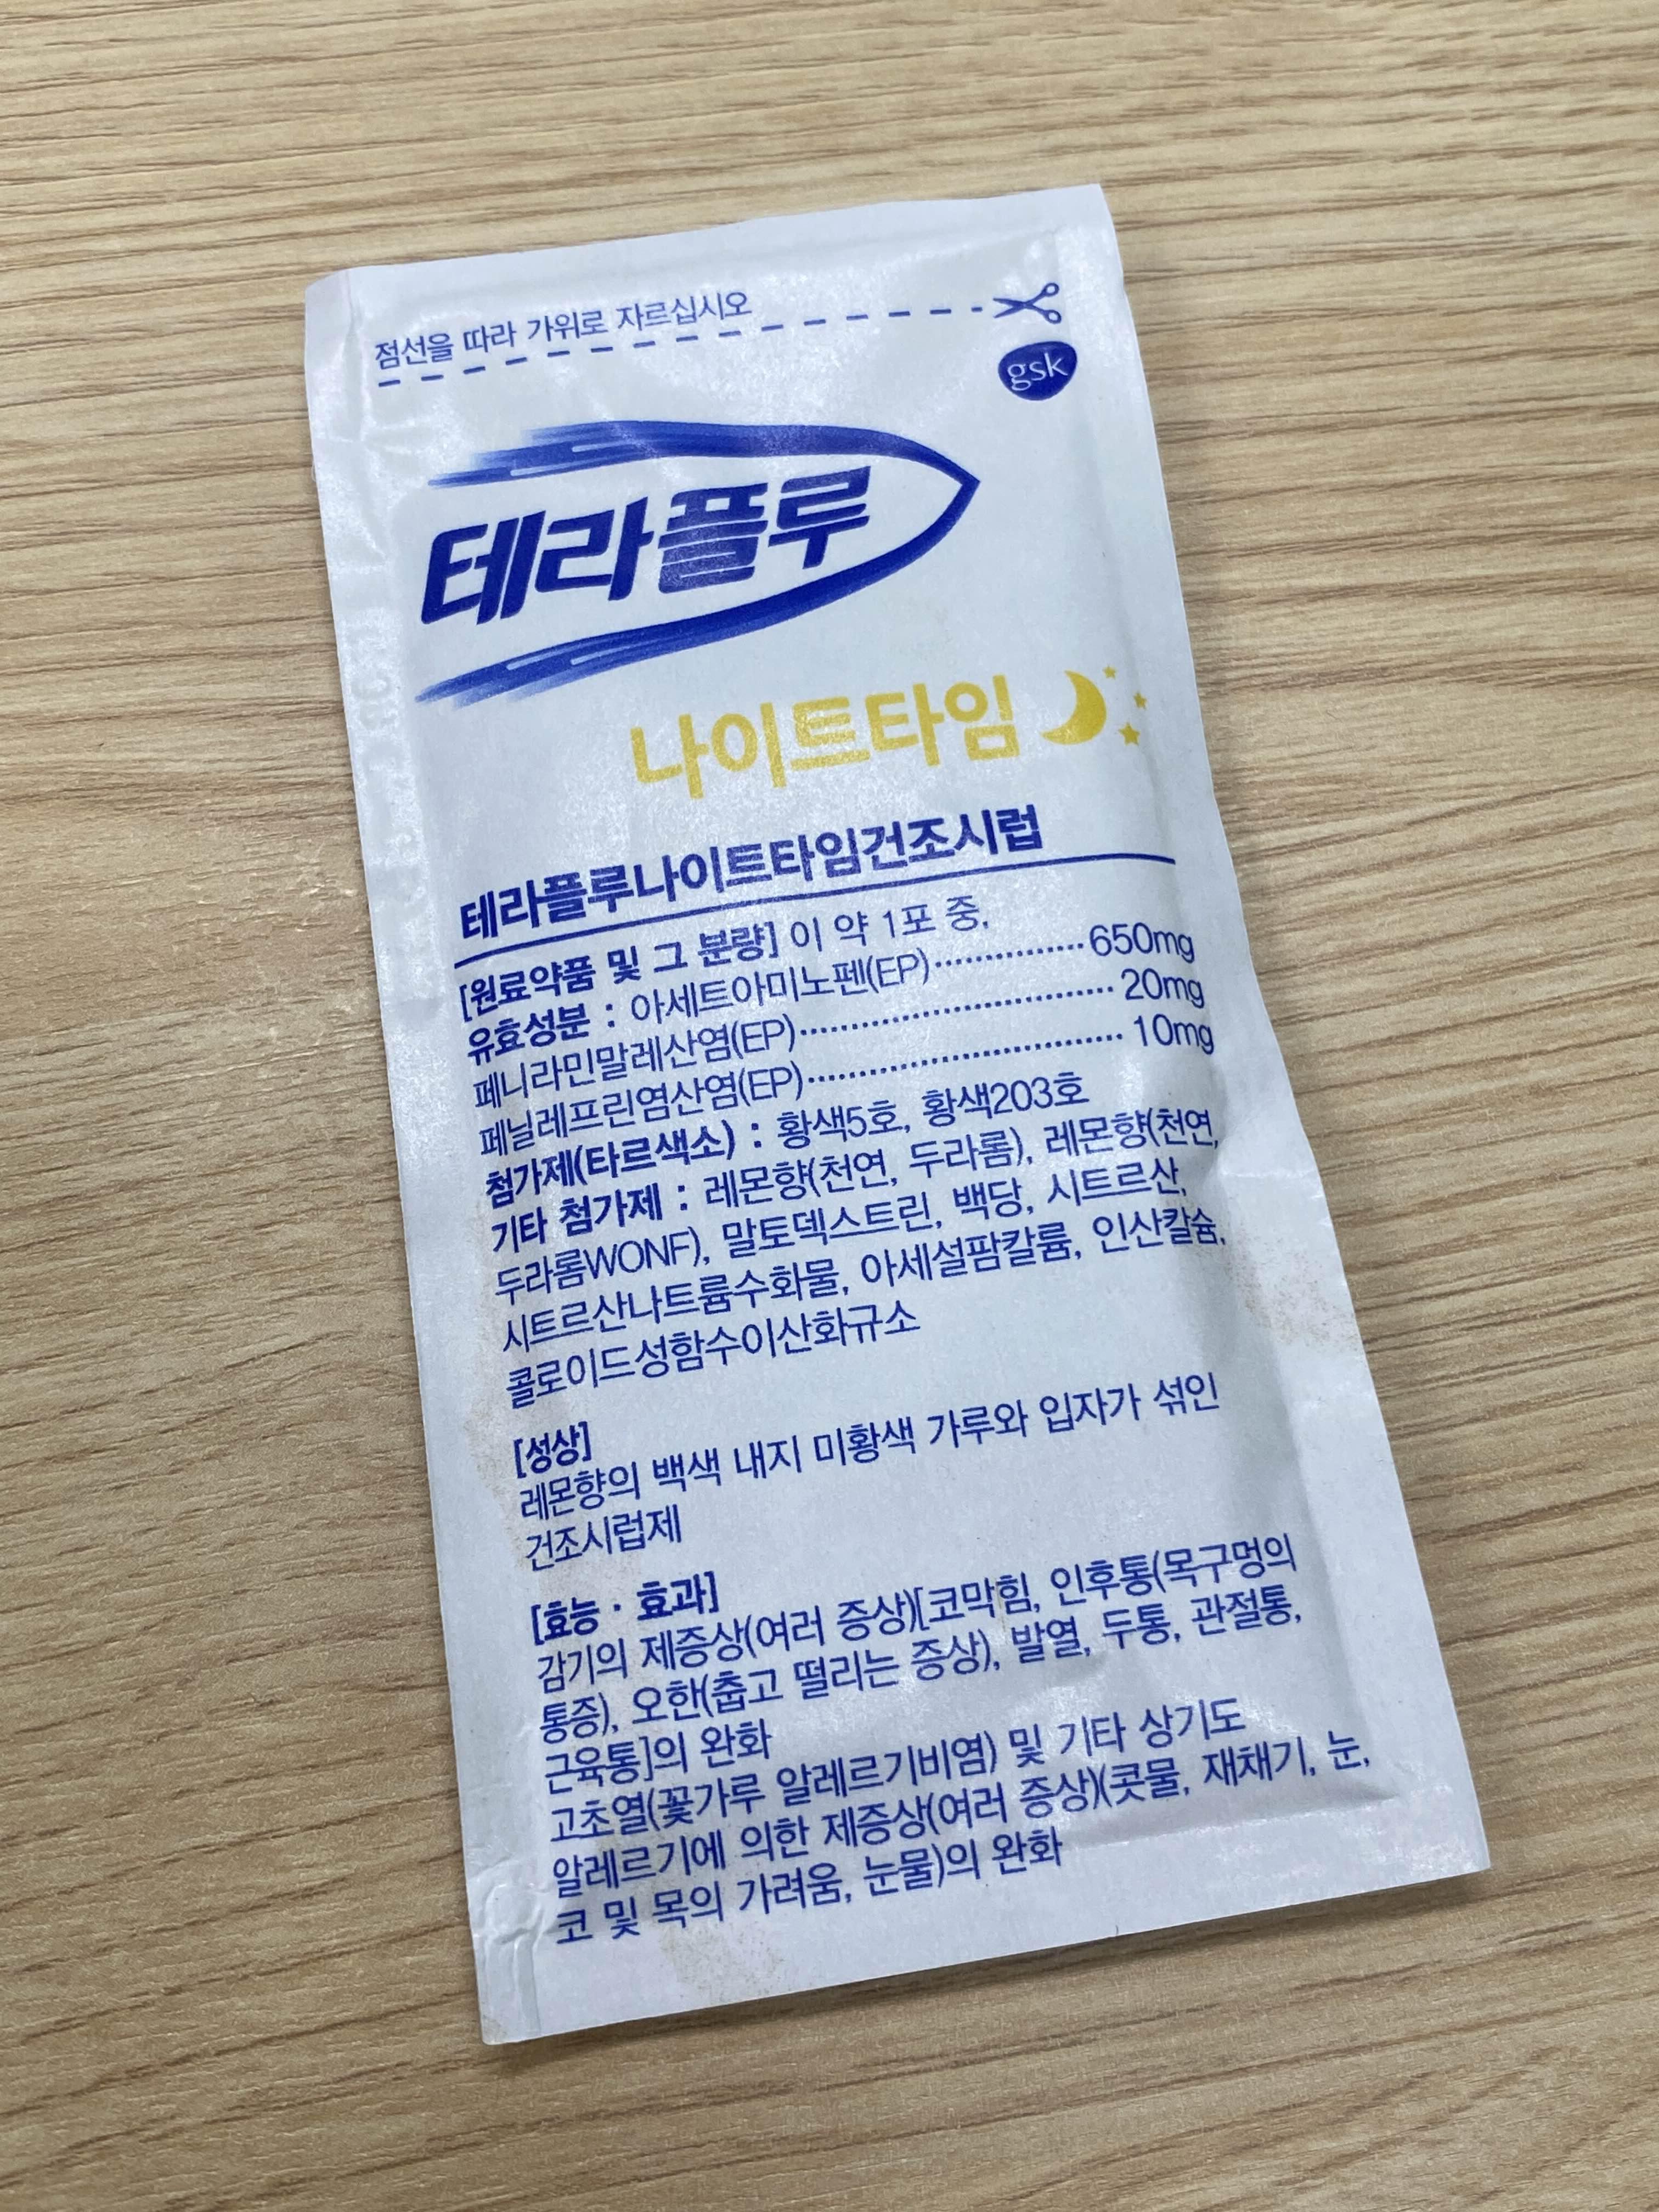 점선을 따라 가위로 자르십시오
gsk
테라플루
나이트타임
테라플루나이트타임건조시럽
[원료약품 및 그 분량] 이 약 1포 중,
유효성분 : 아세트아미노펜(EP)··············650mg
페니라민말레산염(EP)·····························20mg
페닐레프린염산염(EP)·····························10mg
첨가제(타르색소) : 황색5호, 황색203호
기타 첨가제 : 레몬향(천연, 두라롬), 레몬향(천연,
두라롬WONF), 말토덱스트린, 백당, 시트르산,
시트르산나트륨수화물, 아세설팜칼륨, 인산칼슘,
콜로이드성함수이산화규소
[성상]
레몬향의 백색 내지 미황색 가루와 입자가 섞인
건조시럽제
[효능 · 효과]
감기의 제증상(여러 증상)[코막힘, 인후통(목구멍의
통증), 오한(춥고 떨리는 증상), 발열, 두통, 관절통,
근육통]의 완화
고초열(꽃가루 알레르기비염) 및 기타 상기도
알레르기에 의한 제증상(여러 증상)(콧물, 재채기, 눈,
코 및 목의 가려움, 눈물)의 완화